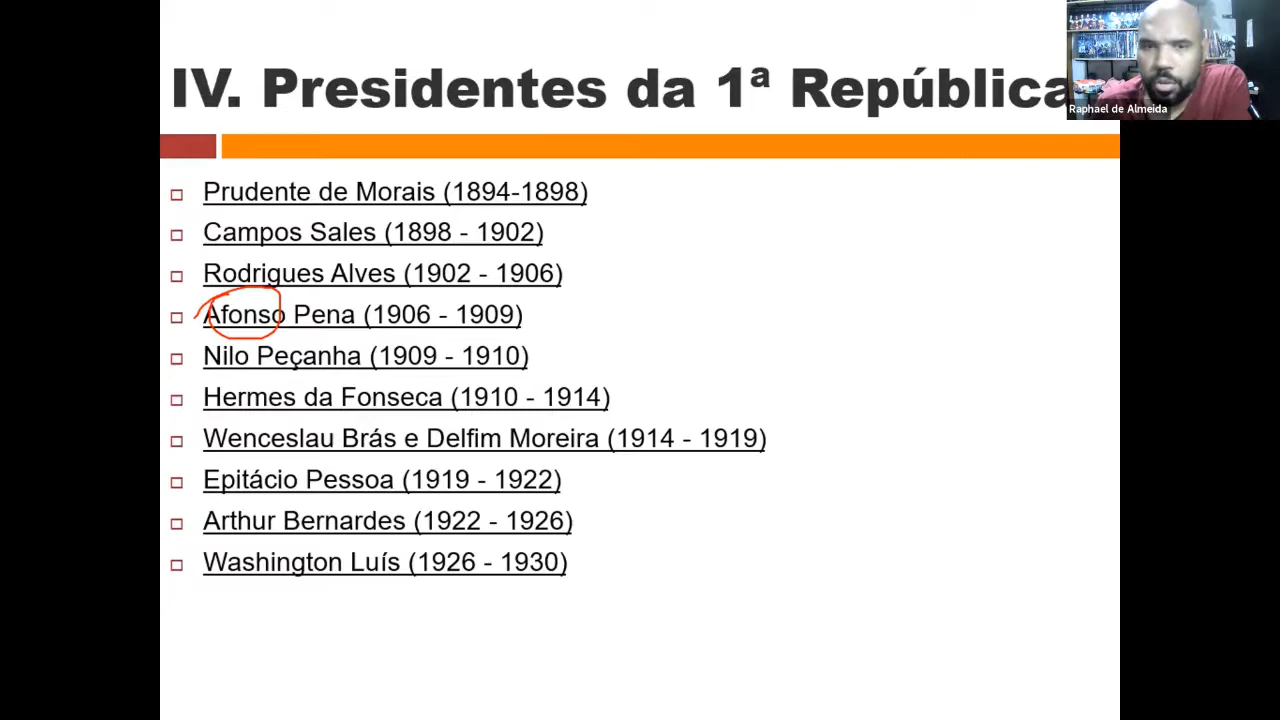 IV. Presidentes da 1ª República
Raphael de Almeida
Prudente de Morais (1894-1898)
Campos Sales (1898 - 1902)
Rodrigues Alves (1902 - 1906)
Afonso Pena (1906 - 1909)
Nilo Peçanha (1909 - 1910)
Hermes da Fonseca (1910 - 1914)
Wenceslau Brás e Delfim Moreira (1914 - 1919)
Epitácio Pessoa (1919 - 1922)
Arthur Bernardes (1922 - 1926)
Washington Luís (1926 - 1930)